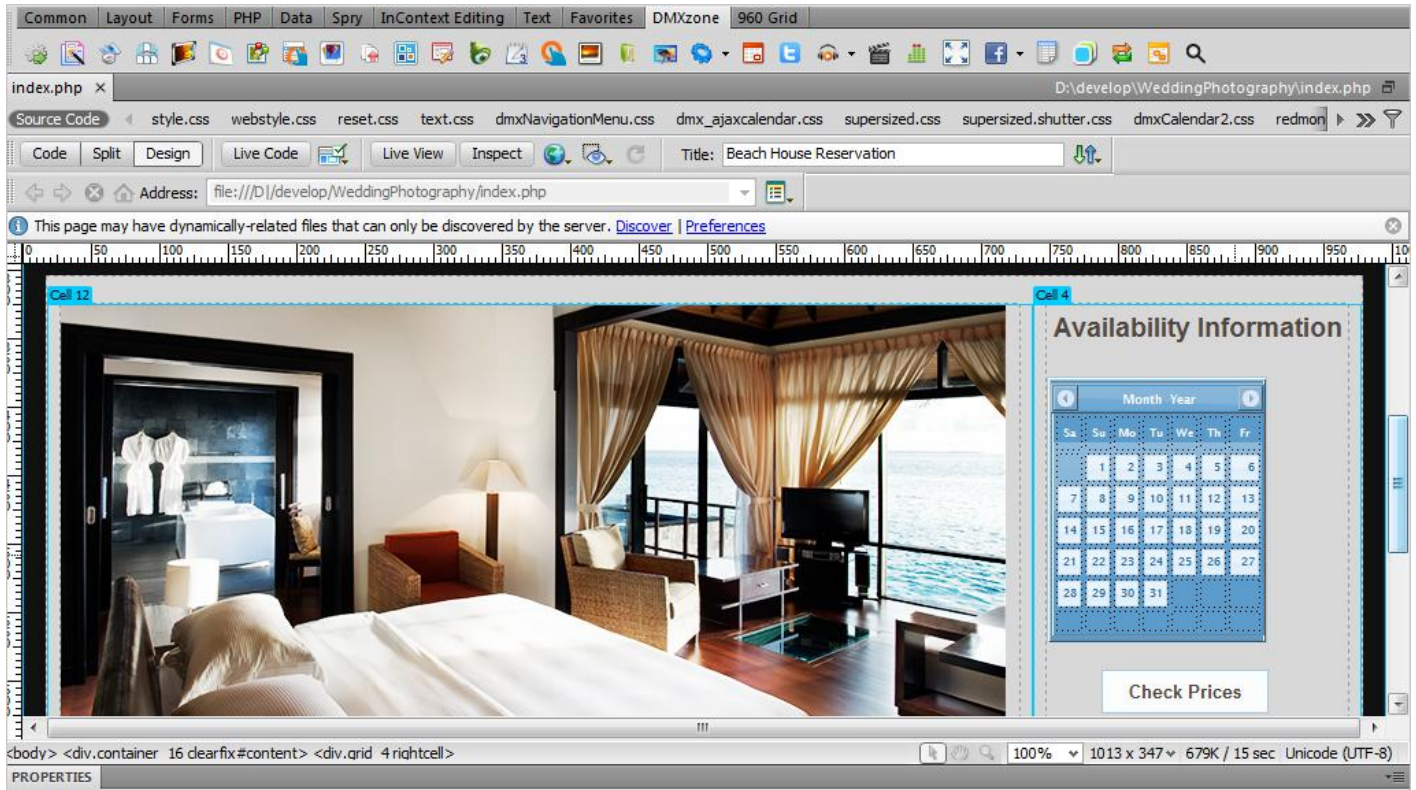 Common Layout Forms PHP Data Spry InContext Editing Text Favorites DMXzone 960 Grid
index.php × D:\develop\WeddingPhotography\index.php
Source Code style.css webstyle.css reset.css text.css dmxNavigationMenu.css dmx_ajaxcalendar.css supersized.css supersized.shutter.css dmxCalendar2.css redmon
Code Split Design Live Code Live View Inspect Title: Beach House Reservation
Address: file:///D|/develop/WeddingPhotography/index.php
This page may have dynamically-related files that can only be discovered by the server. Discover | Preferences
0 50 100 150 200 250 300 350 400 450 500 550 600 650 700 750 800 850 900 950 10
Cell 12 Cell 4
Availability Information
Month Year
Sa Su Mo Tu We Th Fr
1 2 3 4 5 6
7 8 9 10 11 12 13
14 15 16 17 18 19 20
21 22 23 24 25 26 27
28 29 30 31
Check Prices
<body> <div.container_16 clearfix#content> <div.grid_4 rightcell> 100% 1013 x 347 679K / 15 sec Unicode (UTF-8)
PROPERTIES